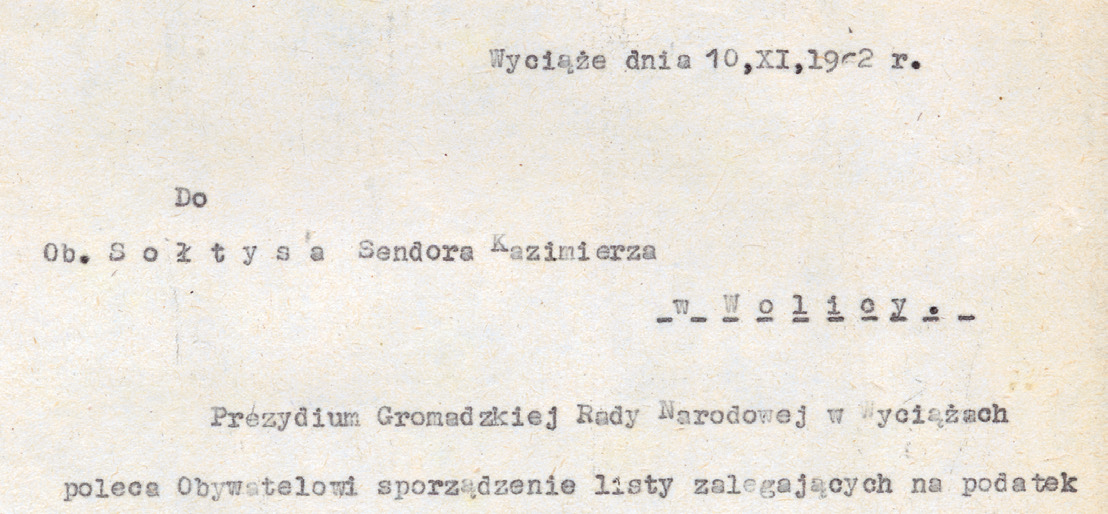 Wyciąże dnia 10,XI,1962 r.
Do
Ob. S o ł t y s a Sendora Kazimierza
_w_ W o l i c y . _
Prezydium Gromadzkiej Rady Narodowej w Wyciążach
poleca Obywatelowi sporządzenie listy zalegających na podatek